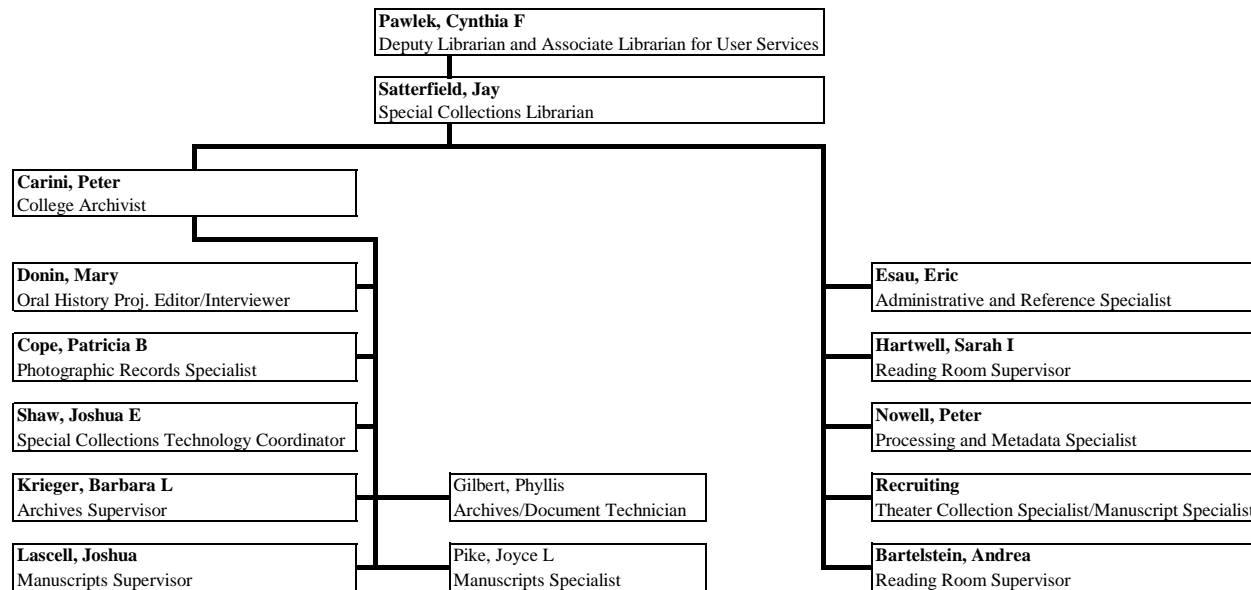 Pawlek, Cynthia F
Deputy Librarian and Associate Librarian for User Services
Satterfield, Jay
Special Collections Librarian
Carini, Peter
College Archivist
Donin, Mary
Oral History Proj. Editor/Interviewer
Esau, Eric
Administrative and Reference Specialist
Cope, Patricia B
Photographic Records Specialist
Hartwell, Sarah I
Reading Room Supervisor
Shaw, Joshua E
Special Collections Technology Coordinator
Nowell, Peter
Processing and Metadata Specialist
Krieger, Barbara L
Archives Supervisor
Gilbert, Phyllis
Archives/Document Technician
Recruiting
Theater Collection Specialist/Manuscript Specialist
Lascell, Joshua
Manuscripts Supervisor
Pike, Joyce L
Manuscripts Specialist
Bartelstein, Andrea
Reading Room Supervisor